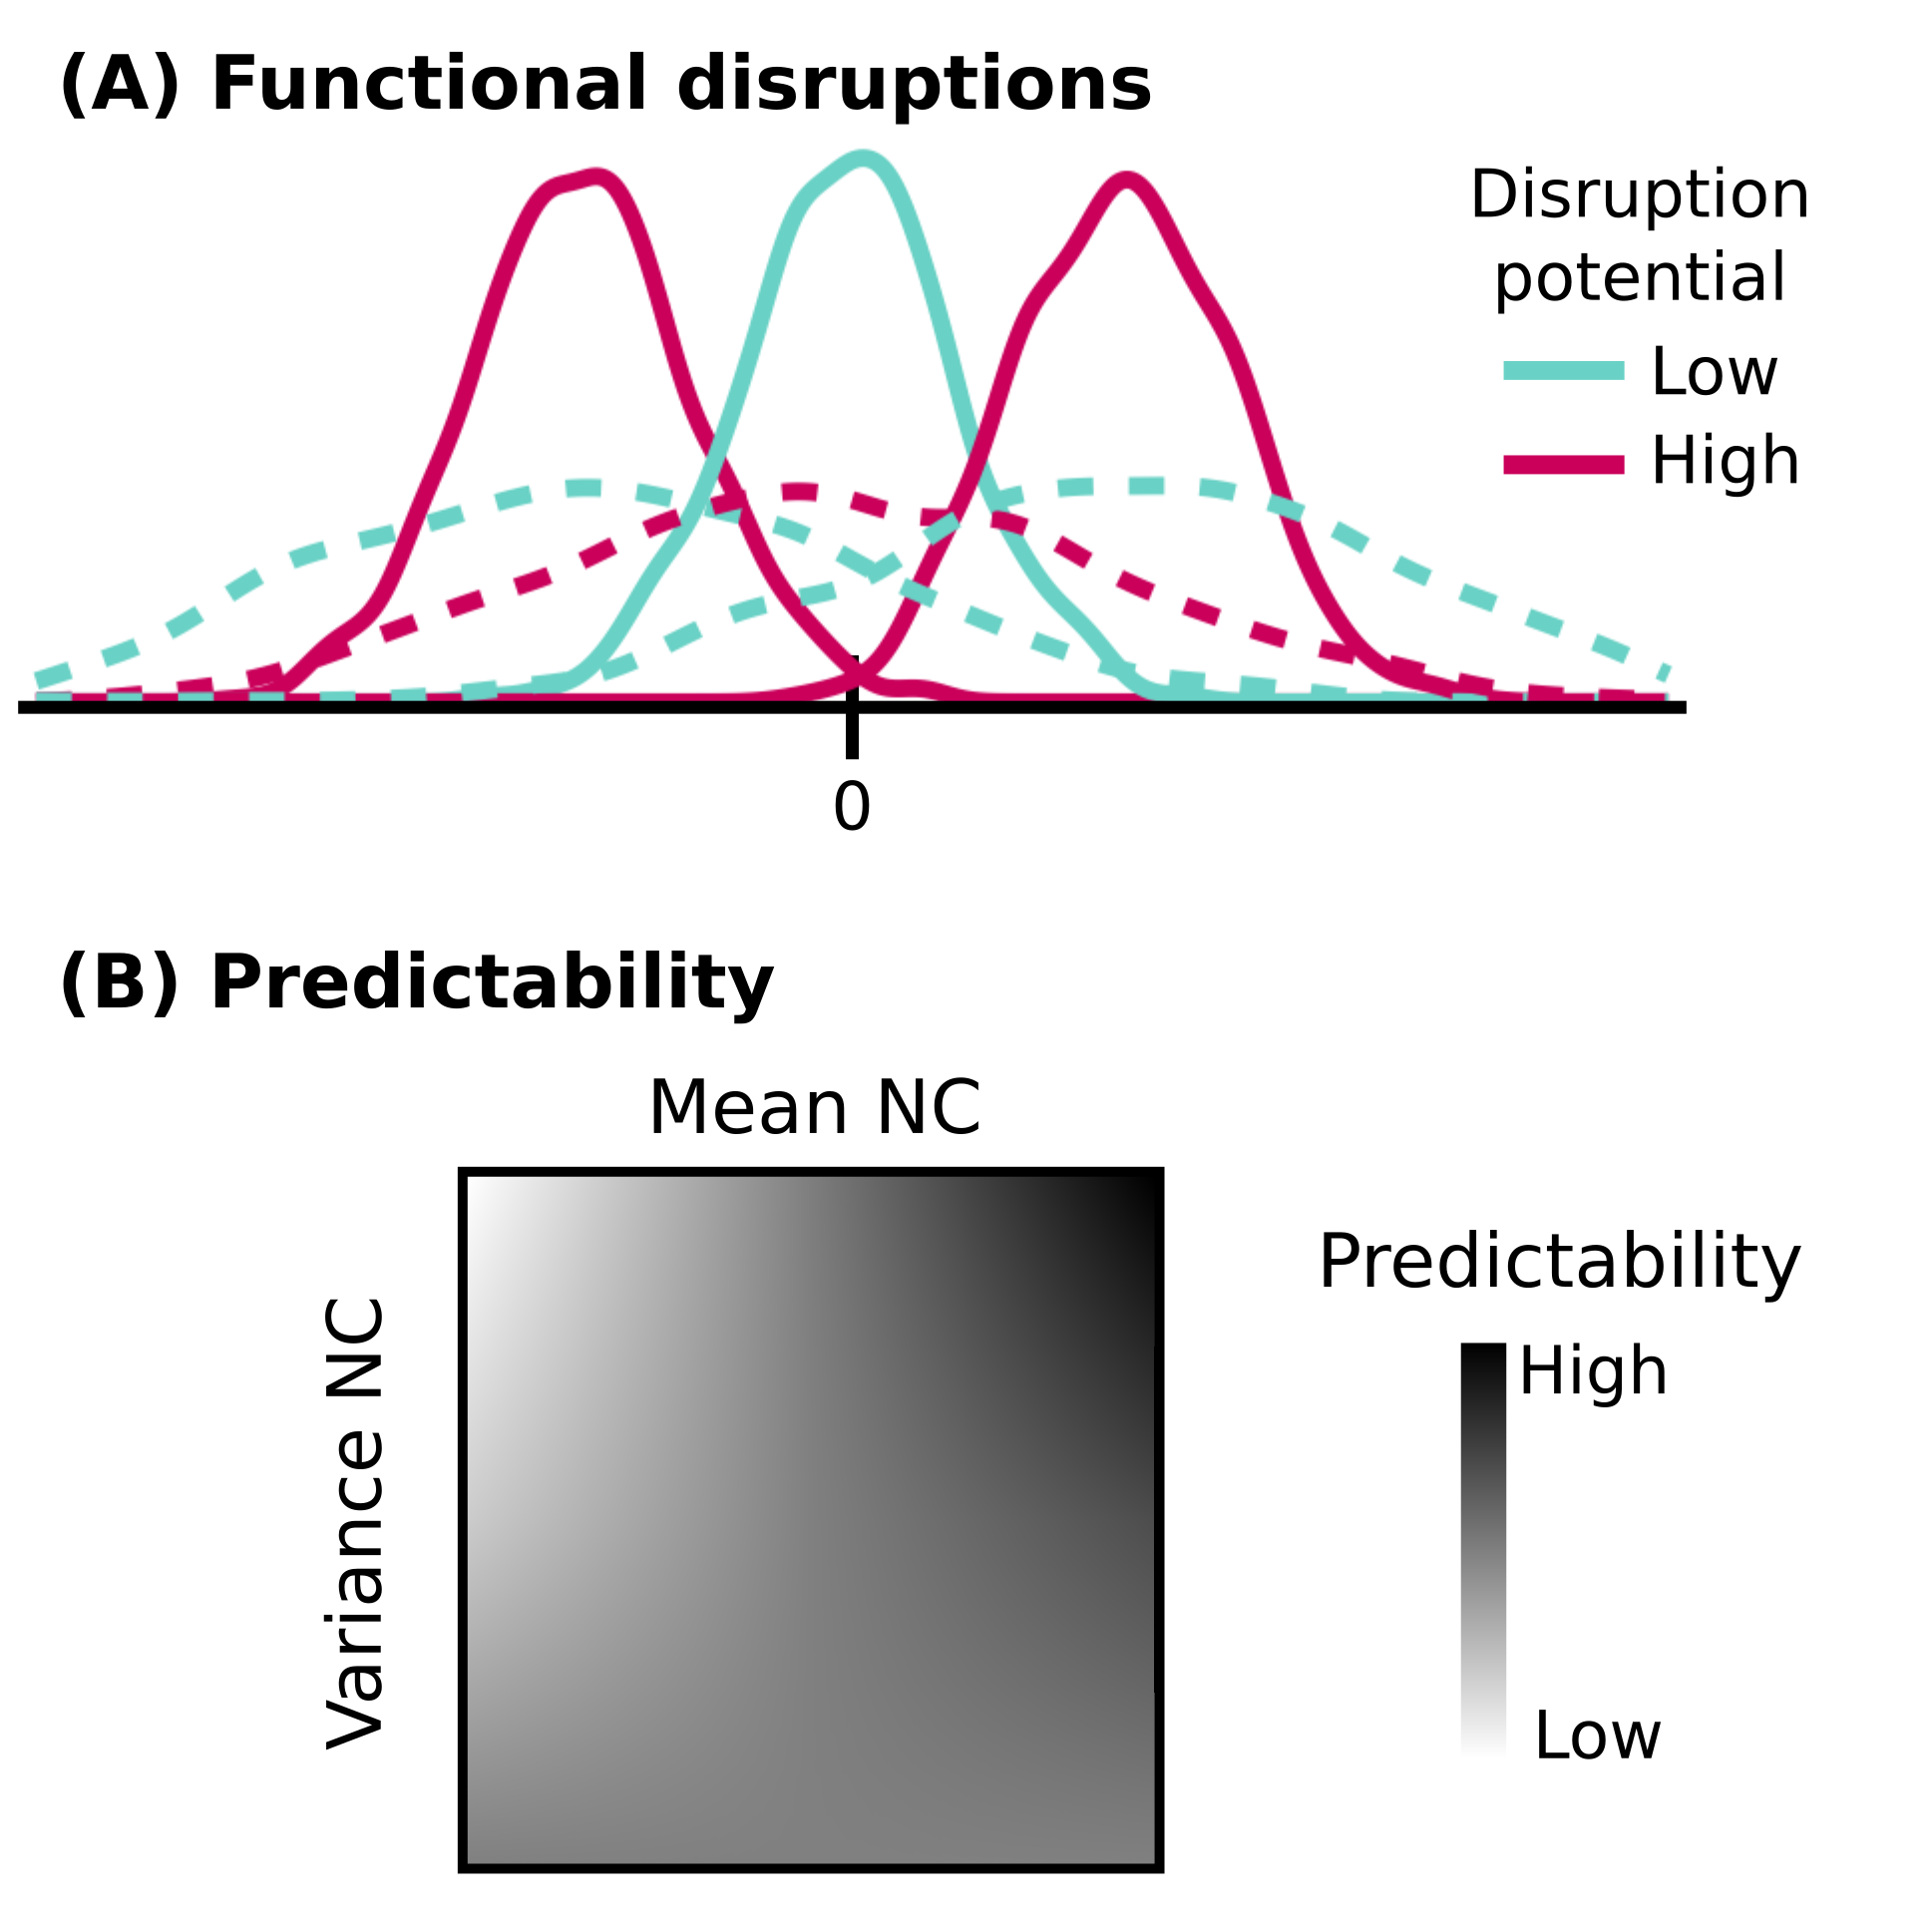 (A) Functional disruptions
Disruption
potential
Low
High
0
(B) Predictability
Mean NC
Variance NC
Predictability
High
Low